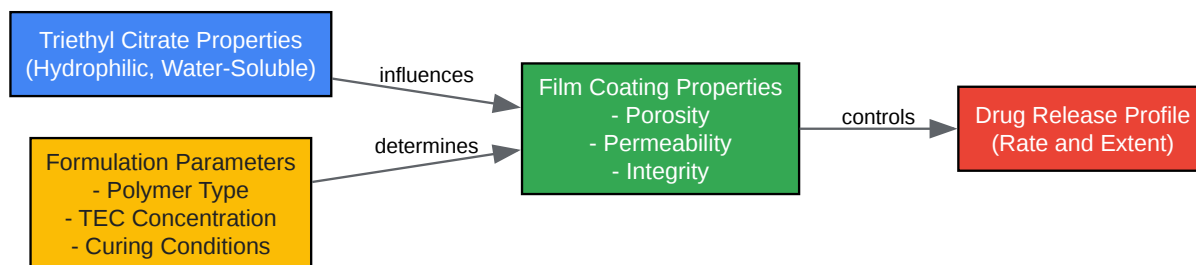 Triethyl Citrate Properties
(Hydrophilic, Water-Soluble)
influences
Formulation Parameters
- Polymer Type
- TEC Concentration
- Curing Conditions
determines
Film Coating Properties
- Porosity
- Permeability
- Integrity
controls
Drug Release Profile
(Rate and Extent)